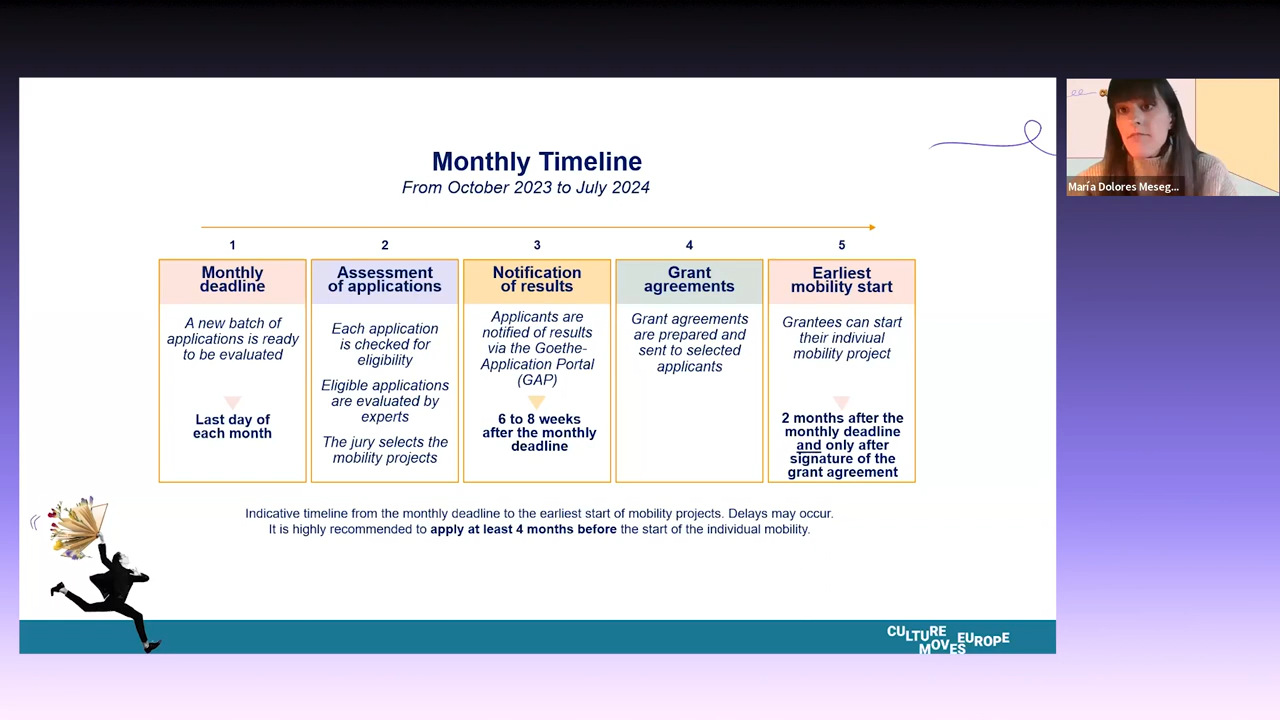 Monthly Timeline
From October 2023 to July 2024
1
2
3
4
5
Monthly
deadline
A new batch of
applications is ready
to be evaluated
Last day of
each month
Assessment
of applications
Each application
is checked for
eligibility
Eligible applications
are evaluated by
experts
The jury selects the
mobility projects
Notification
of results
Applicants are
notified of results
via the Goethe-
Application Portal
(GAP)
6 to 8 weeks
after the monthly
deadline
Grant
agreements
Grant agreements
are prepared and
sent to selected
applicants
Earliest
mobility start
Grantees can start
their indiviual
mobility project
2 months after the
monthly deadline
and only after
signature of the
grant agreement
Indicative timeline from the monthly deadline to the earliest start of mobility projects. Delays may occur.
It is highly recommended to apply at least 4 months before the start of the individual mobility.
CULTURE
MOVES EUROPE
María Dolores Meseg...